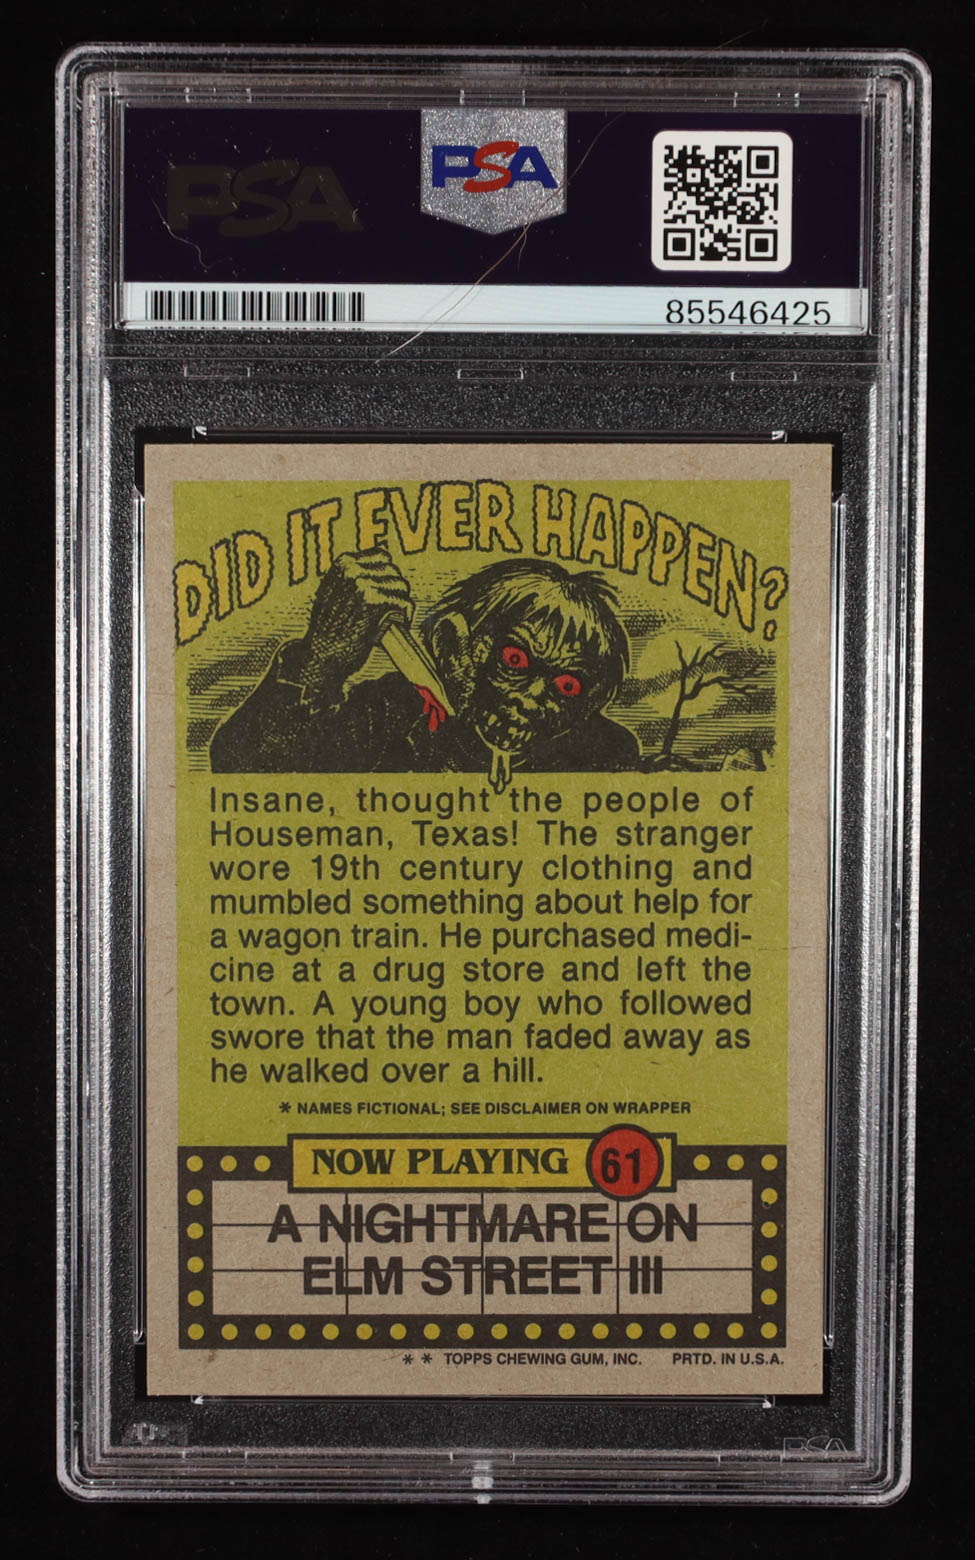 PSA
PSA
85546425
DID IT EVER HAPPEN?
Insane, thought the people of
Houseman, Texas! The stranger
wore 19th century clothing and
mumbled something about help for
a wagon train. He purchased medi-
cine at a drug store and left the
town. A young boy who followed
swore that the man faded away as
he walked over a hill.
* NAMES FICTIONAL; SEE DISCLAIMER ON WRAPPER
NOW PLAYING 61
A NIGHTMARE ON
ELM STREET III
* * TOPPS CHEWING GUM, INC. PRTD. IN U.S.A.
PSA